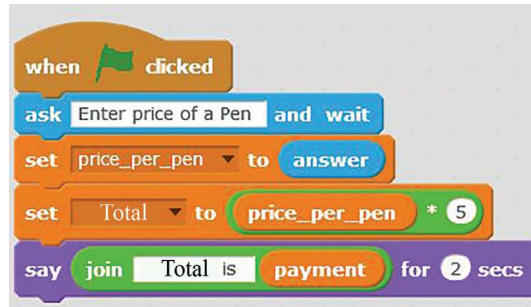 when clicked
ask Enter price of a Pen and wait
set price_per_pen to answer
set Total to price_per_pen * 5
say join Total is payment for 2 secs